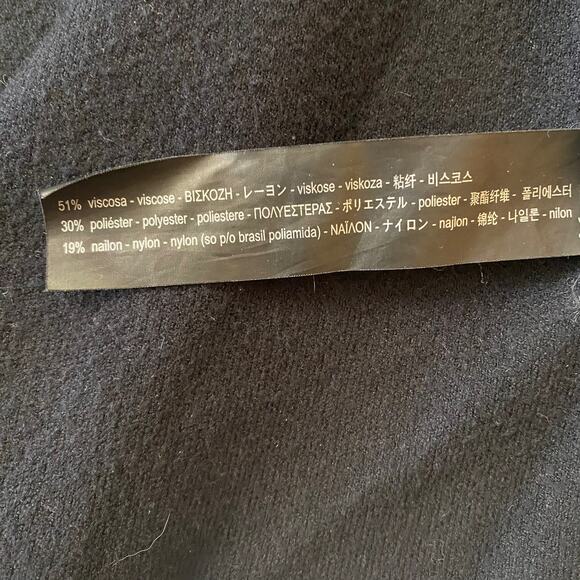 51% viscosa - viscose - ΒΙΣΚΟΖΗ - レーヨン - viskose - viskoza - 粘纤 - 비스코스
30% poliéster - polyester - poliestere - ΠΟΛΥΕΣΤΕΡΑΣ - ポリエステル - poliester - 聚酯纤维 - 폴리에스터
19% nailon - nylon - nylon (so p/o brasil poliamida) - ΝΑΪΛΟΝ - ナイロン - najlon - 锦纶 - 나일론 - nilon